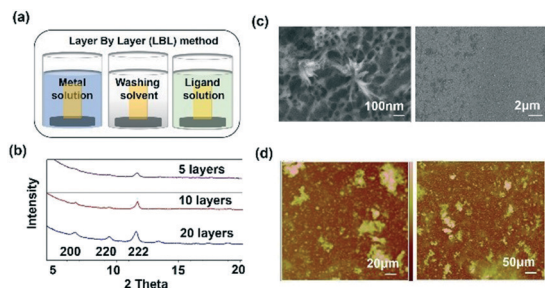 (a)
Layer By Layer (LBL) method
Metal
solution
Washing
solvent
Ligand
solution
(b)
Intensity
5 layers
10 layers
20 layers
200
220
222
5
10
15
20
2 Theta
(c)
100nm
2μm
(d)
20μm
50μm